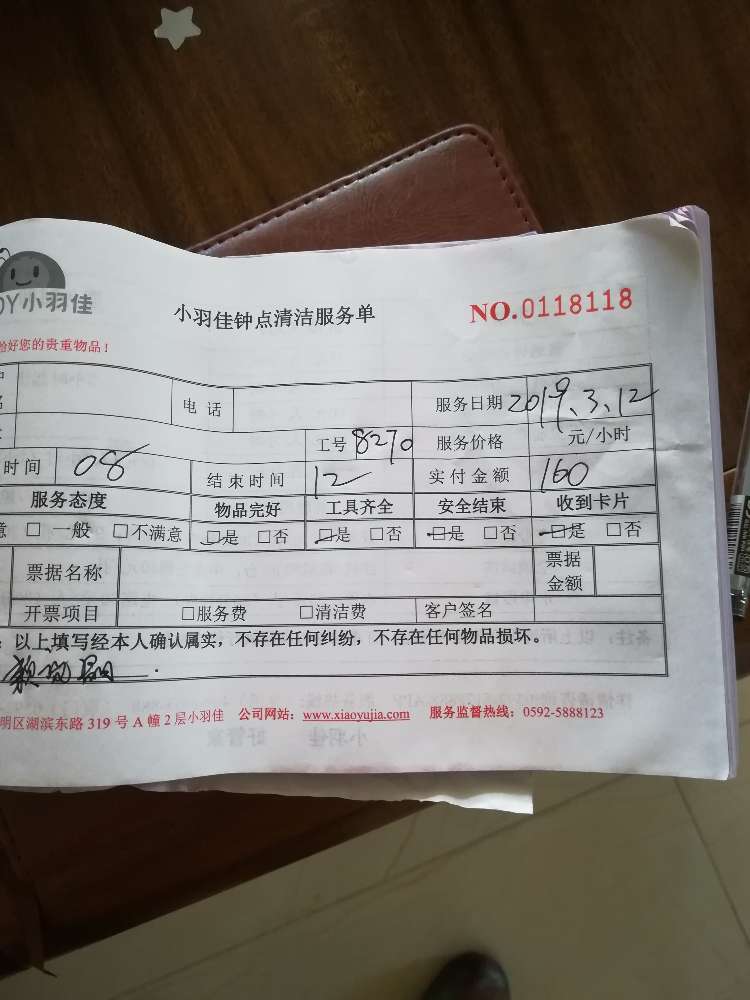 DY小羽佳
小羽佳钟点清洁服务单
NO.0118118
好您的贵重物品！
电话 服务日期 2019.3.12
工号 8270 服务价格 元/小时
时间 08 结束时间 12 实付金额 160
服务态度 物品完好 工具齐全 安全结束 收到卡片
□一般 □不满意 □是 □否 □是 □否 □是 □否 □是 □否
票据名称 票据金额
开票项目 □服务费 □清洁费 客户签名
：以上填写经本人确认属实，不存在任何纠纷，不存在任何物品损坏。
明区湖滨东路 319 号 A 幢 2 层小羽佳 公司网站：www.xiaoyujia.com 服务监督热线：0592-5888123